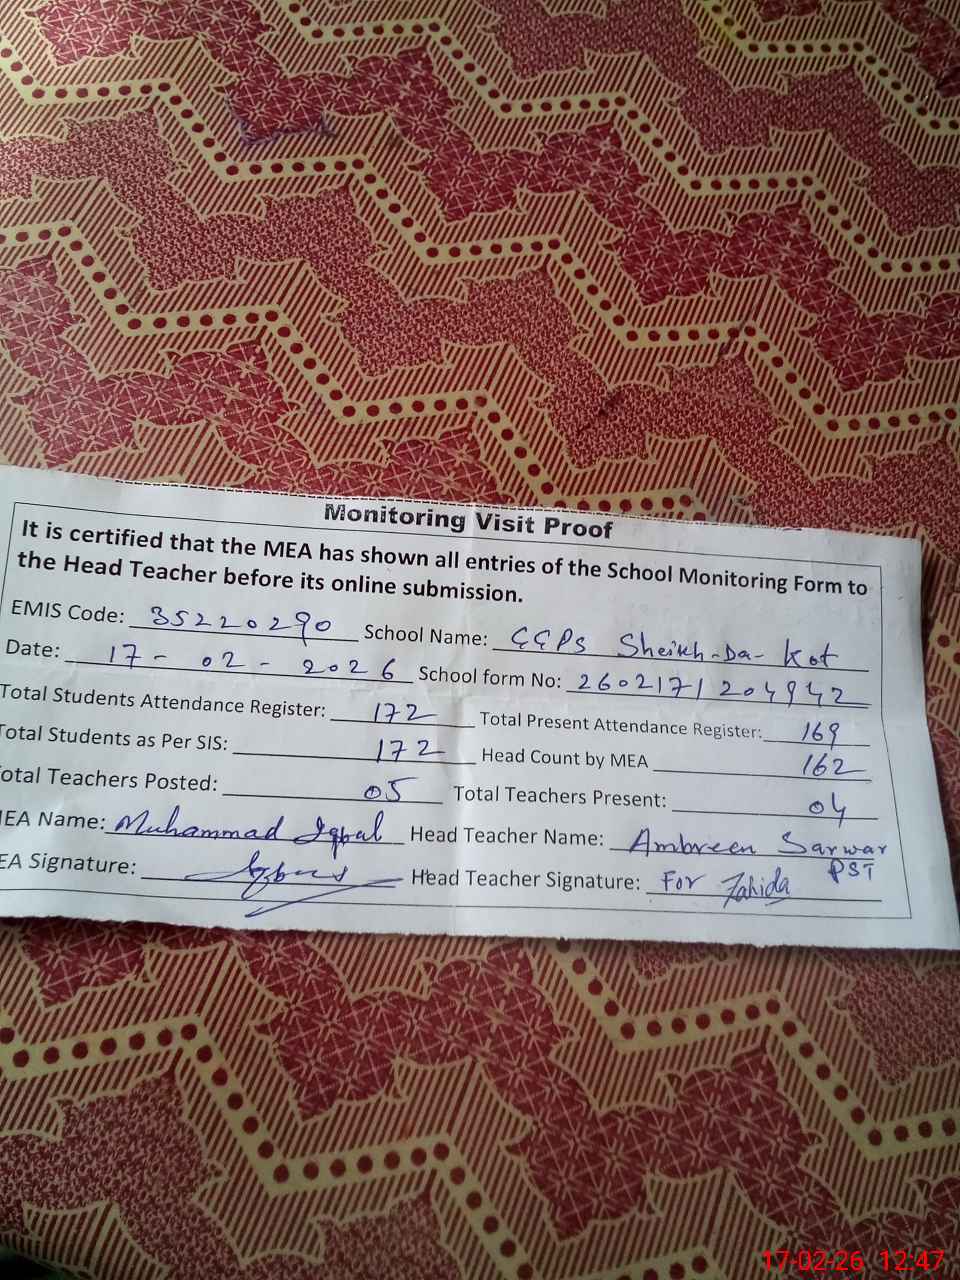 Monitoring Visit Proof
It is certified that the MEA has shown all entries of the School Monitoring Form to
the Head Teacher before its online submission.
EMIS Code: 35220290 School Name: GGPS Sheikh-Da-Kot
Date: 17-02-2026 School form No: 2602171204942
Total Students Attendance Register: 172 Total Present Attendance Register: 169
Total Students as Per SIS: 172 Head Count by MEA 162
Total Teachers Posted: 05 Total Teachers Present: 04
MEA Name: Muhammad Iqbal Head Teacher Name: Ambreen Sarwar
PST
EA Signature: Head Teacher Signature: For Zahida
17-02-26 12:47